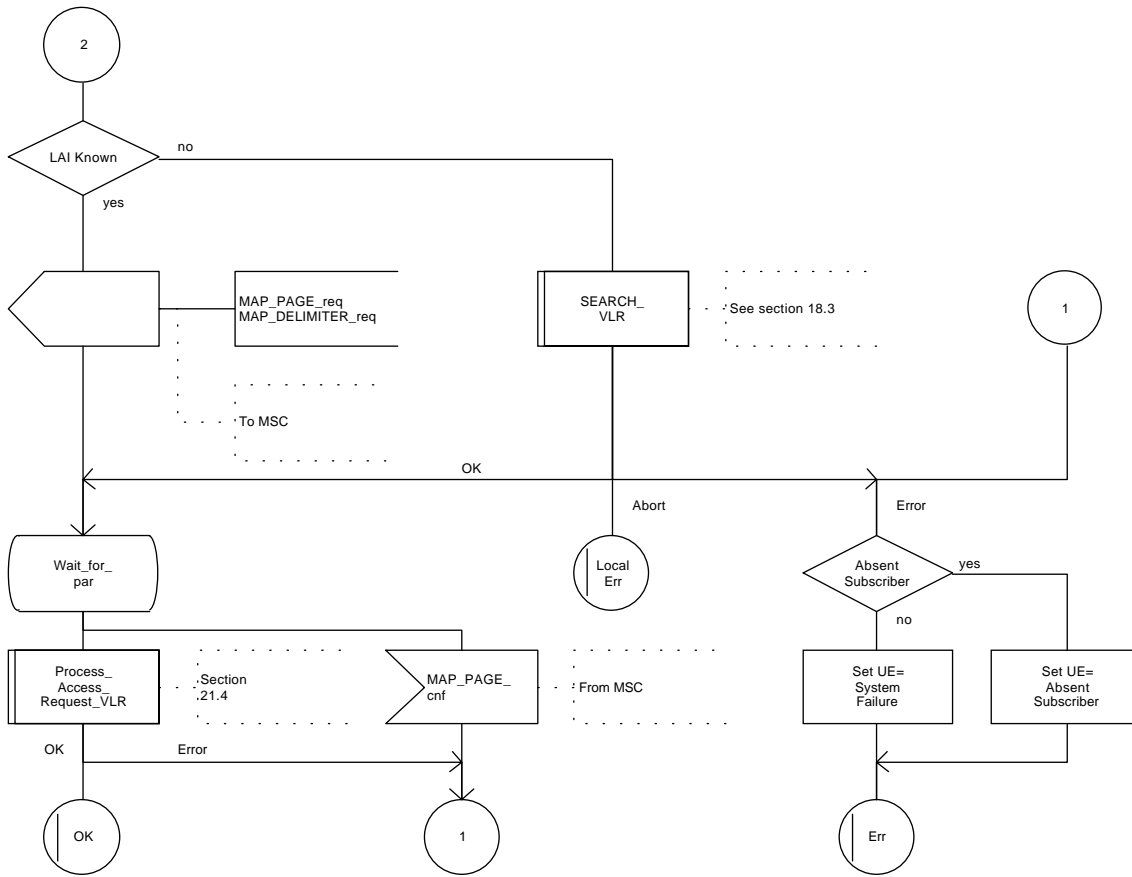 2
LAI Known
no
yes
MAP_PAGE_req
MAP_DELIMITER_req
SEARCH_
VLR
See section 18.3
1
To MSC
OK
Abort
Error
Wait_for_
par
Local
Err
Absent
Subscriber
yes
no
Process_
Access_
Request_VLR
Section
21.4
MAP_PAGE_
cnf
From MSC
Set UE=
System
Failure
Set UE=
Absent
Subscriber
OK
Error
OK
1
Err